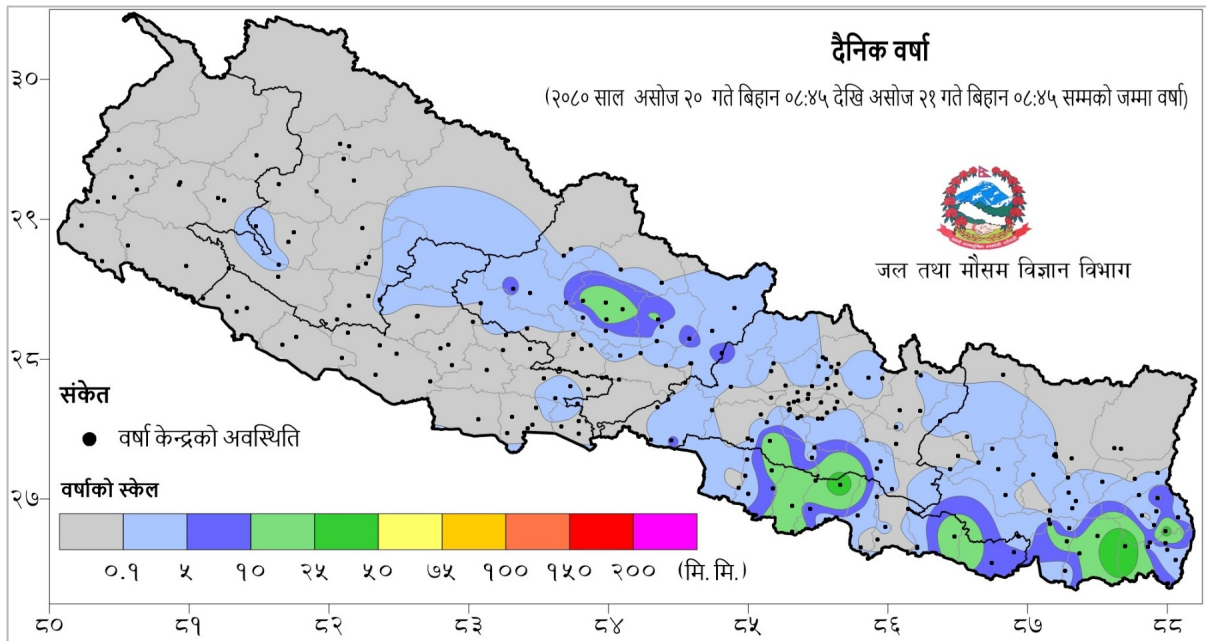 दैनिक वर्षा
(२०८० साल असोज २० गते बिहान ०८:४५ देखि असोज २१ गते बिहान ०८:४५ सम्मको जम्मा वर्षा)
जल तथा मौसम विज्ञान विभाग
३०
२९
२८
२७
संकेत
वर्षा केन्द्रको अवस्थिति
वर्षाको स्केल
०.१ ५ १० २५ ५० ७५ १०० १५० २०० (मि.मि.)
८० ८१ ८२ ८३ ८४ ८५ ८६ ८७ ८८